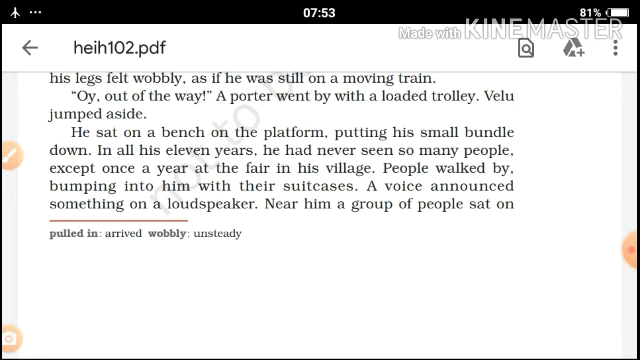 07:53
81%
Made with KINEMASTER
heih102.pdf
his legs felt wobbly, as if he was still on a moving train.
“Oy, out of the way!” A porter went by with a loaded trolley. Velu
jumped aside.
He sat on a bench on the platform, putting his small bundle
down. In all his eleven years, he had never seen so many people,
except once a year at the fair in his village. People walked by,
bumping into him with their suitcases. A voice announced
something on a loudspeaker. Near him a group of people sat on
pulled in: arrived wobbly: unsteady
not to b